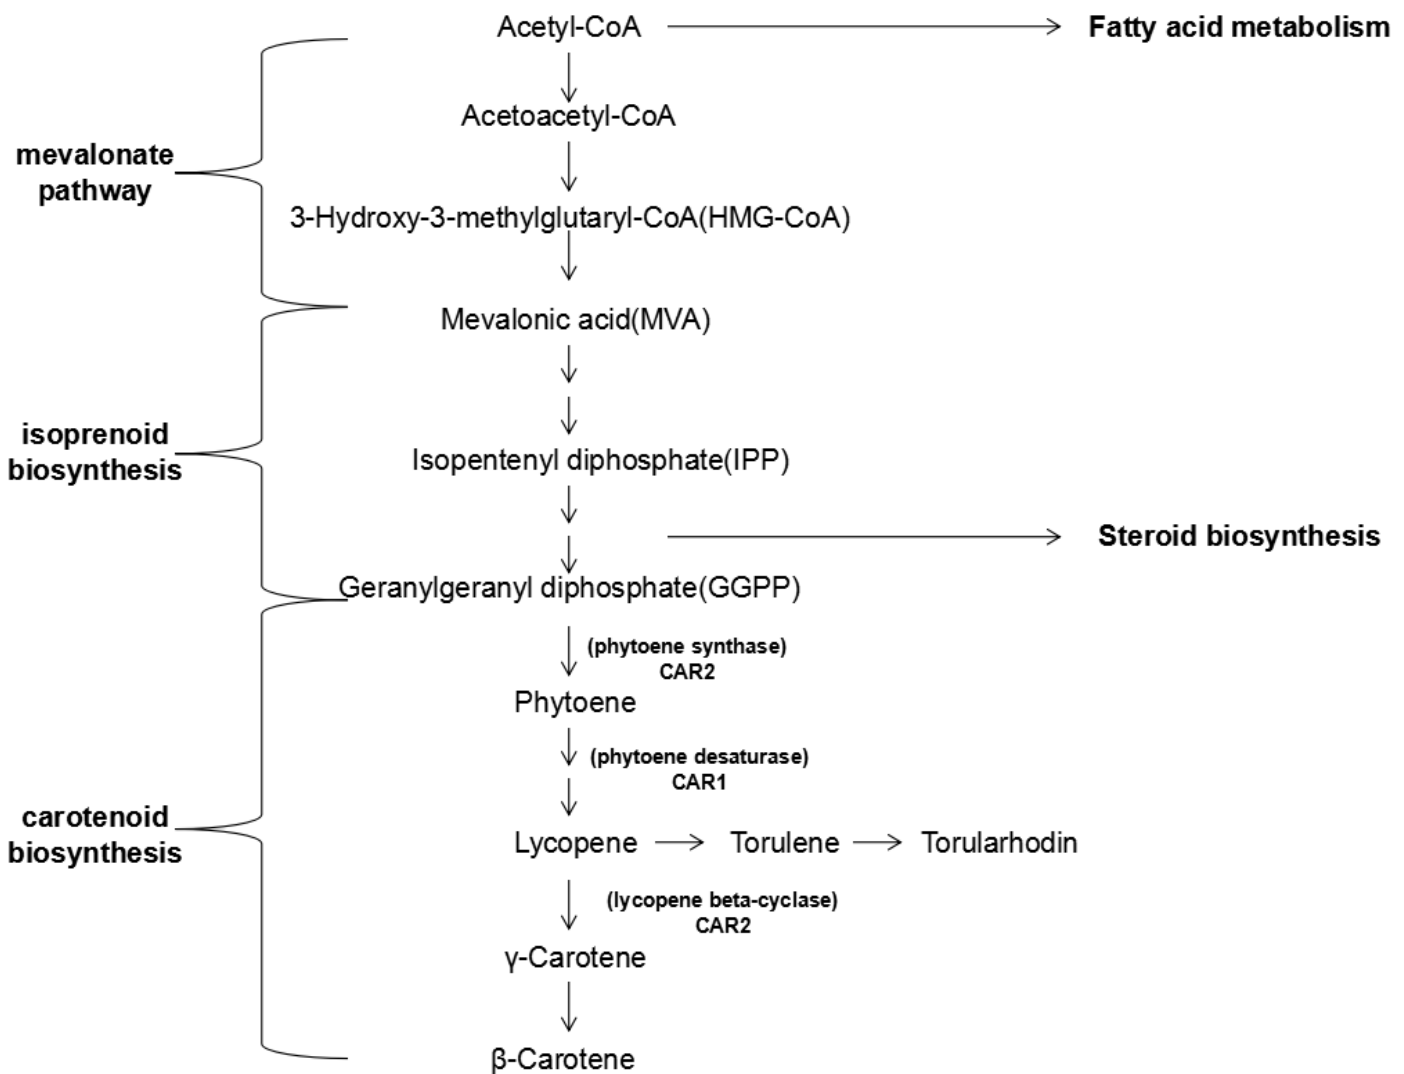 Acetyl-CoA
Fatty acid metabolism
Acetoacetyl-CoA
mevalonate
pathway
3-Hydroxy-3-methylglutaryl-CoA(HMG-CoA)
Mevalonic acid(MVA)
isoprenoid
biosynthesis
Isopentenyl diphosphate(IPP)
Steroid biosynthesis
Geranylgeranyl diphosphate(GGPP)
(phytoene synthase)
CAR2
Phytoene
(phytoene desaturase)
CAR1
carotenoid
biosynthesis
Lycopene
Torulene
Torularhodin
(lycopene beta-cyclase)
CAR2
γ-Carotene
β-Carotene